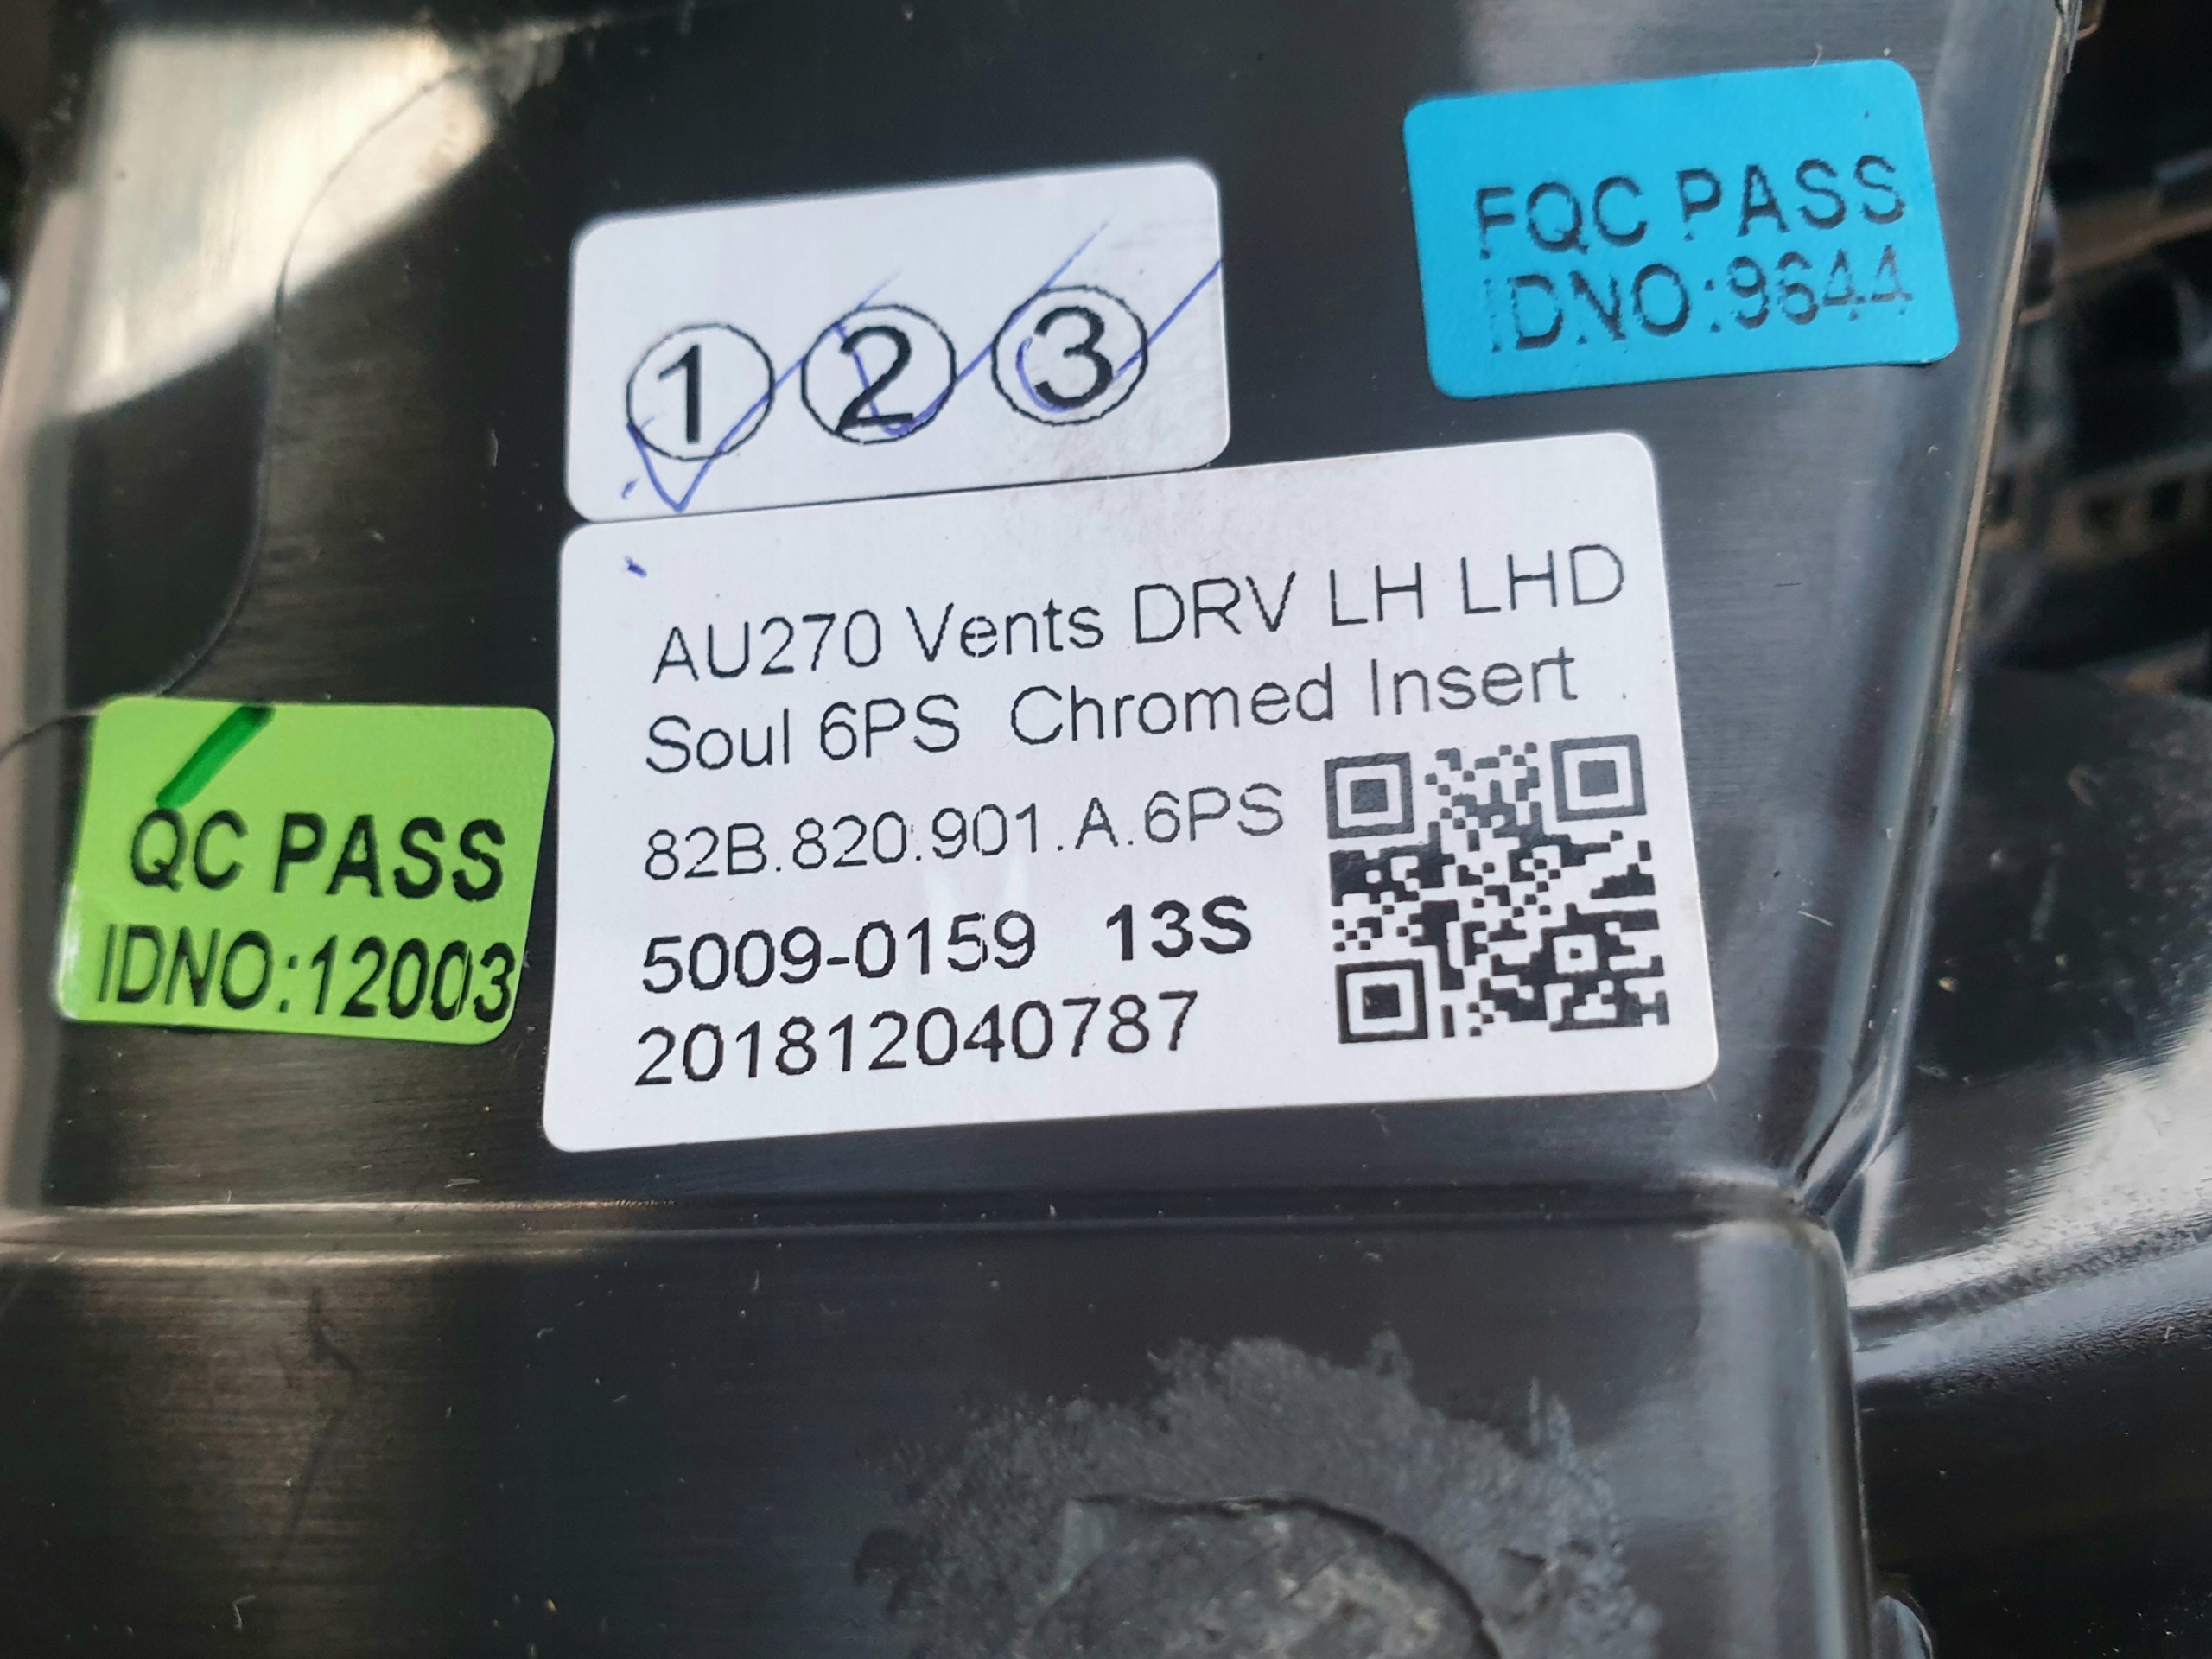 FQC PASS
IDNO:9644
① ② ③
AU270 Vents DRV LH LHD
Soul 6PS Chromed Insert
82B.820.901.A.6PS
5009-0159 13S
201812040787
QC PASS
IDNO:12003